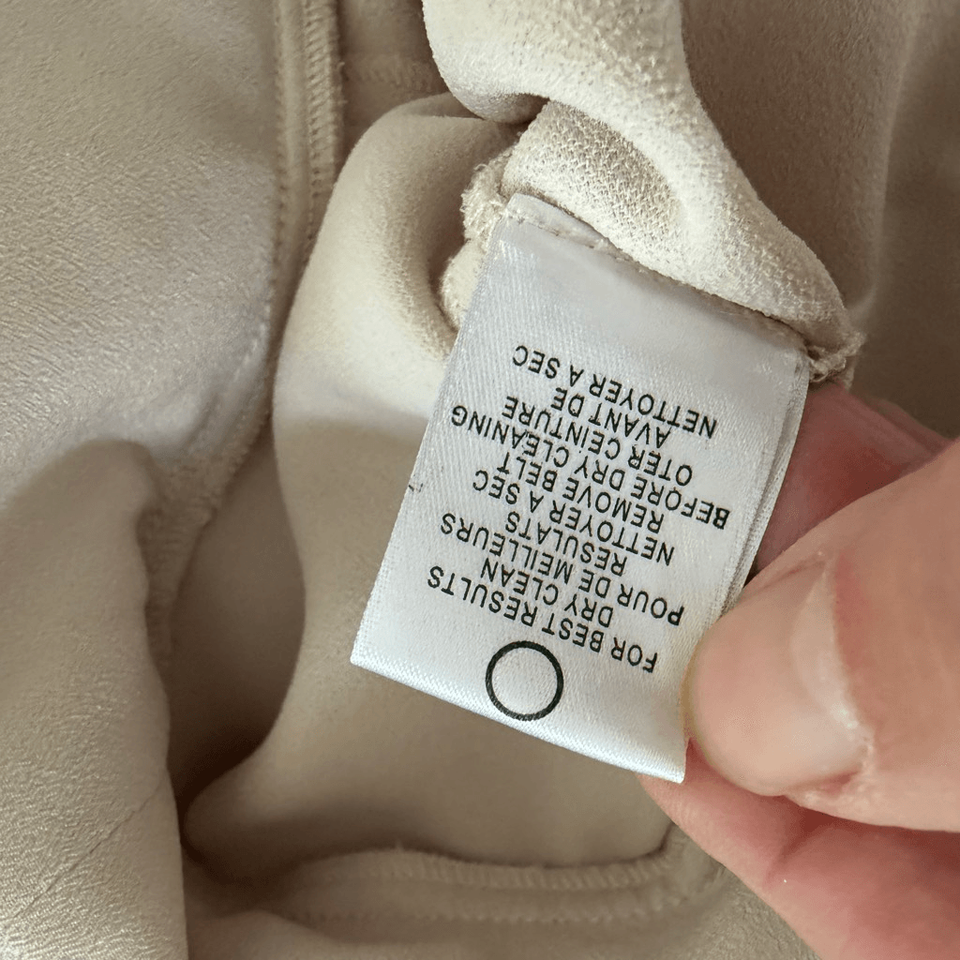 FOR BEST RESULTS
DRY CLEAN
POUR DE MEILLEURS
RESULATS
NETTOYER A SEC
REMOVE BELT
BEFORE DRY CLEANING
OTER CEINTURE
AVANT DE
NETTOYER A SEC